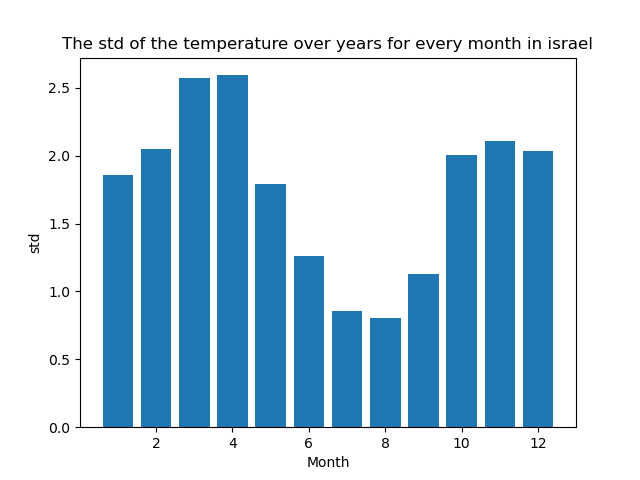 The std of the temperature over years for every month in israel
2.5
2.0
1.5
1.0
0.5
0.0
std
2 4 6 8 10 12
Month